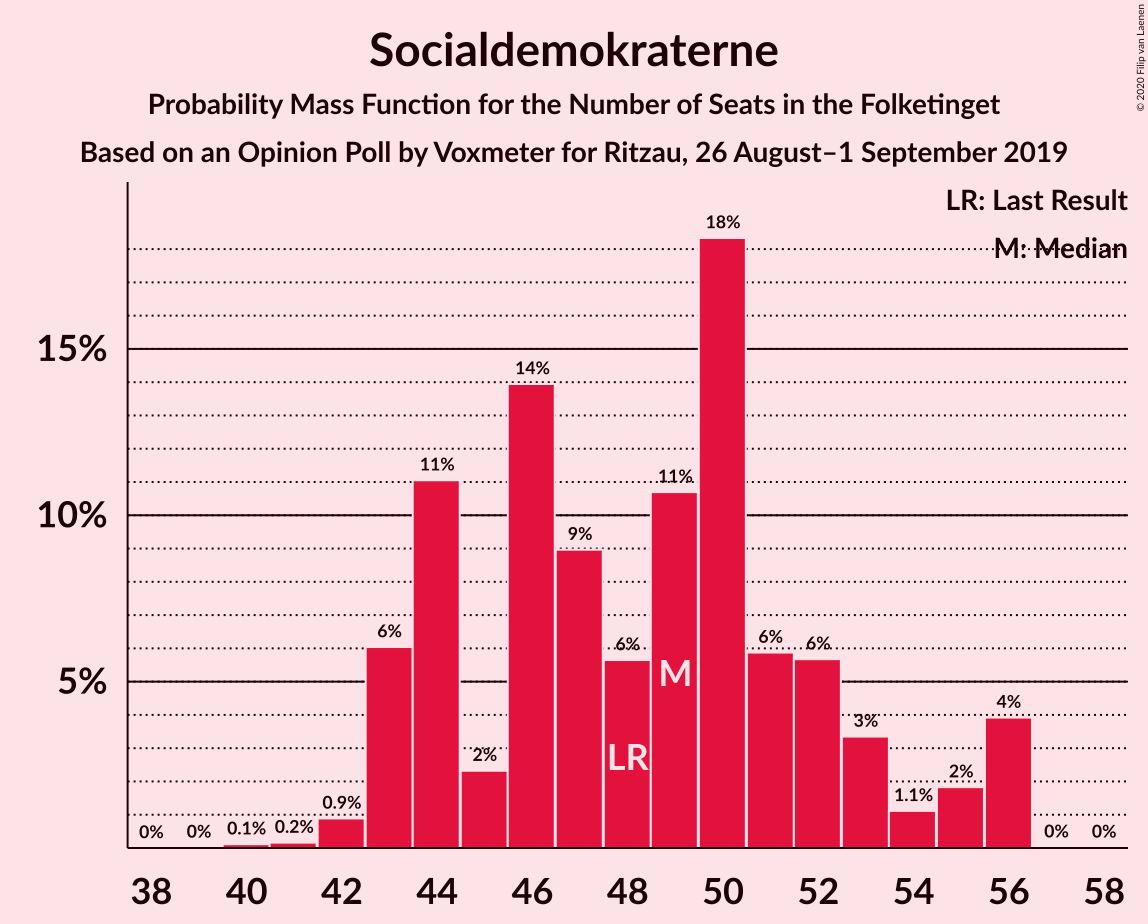 Socialdemokraterne
Probability Mass Function for the Number of Seats in the Folketinget
Based on an Opinion Poll by Voxmeter for Ritzau, 26 August–1 September 2019
© 2020 Filip van Laenen
LR: Last Result
M: Median
15%
10%
5%
0%
0%
0.1%
0.2%
0.9%
6%
11%
2%
14%
9%
6%
11%
18%
6%
6%
3%
1.1%
2%
4%
0%
0%
LR
M
38 40 42 44 46 48 50 52 54 56 58